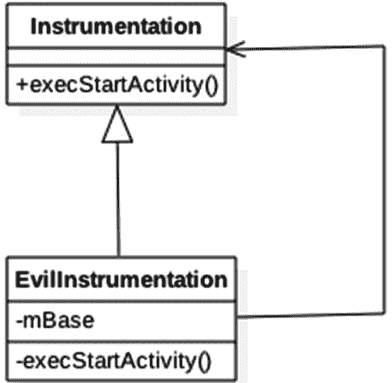 Instrumentation
+execStartActivity()
EvilInstrumentation
-mBase
-execStartActivity()